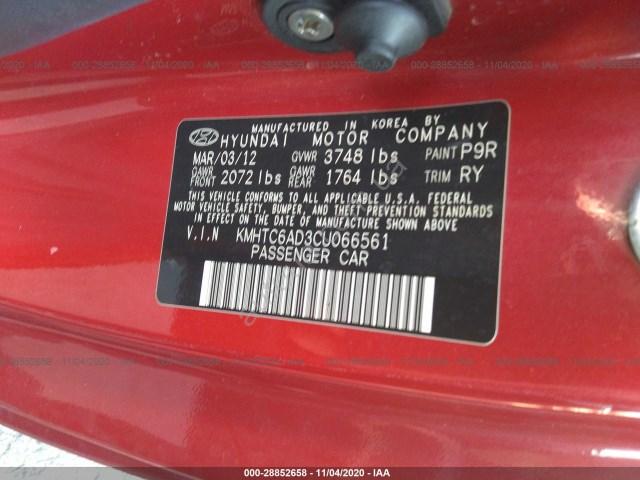 MANUFACTURED IN KOREA BY
HYUNDAI MOTOR COMPANY
MAR/03/12 GVWR 3748 lbs PAINT P9R
GAWR FRONT 2072 lbs GAWR REAR 1764 lbs TRIM RY
THIS VEHICLE CONFORMS TO ALL APPLICABLE U.S.A. FEDERAL
MOTOR VEHICLE SAFETY, BUMPER, AND THEFT PREVENTION STANDARDS
IN EFFECT ON THE DATE OF MANUFACTURE SHOWN ABOVE
V.I.N KMHTC6AD3CU066561
PASSENGER CAR
000-28852658 - 11/04/2020 - IAA